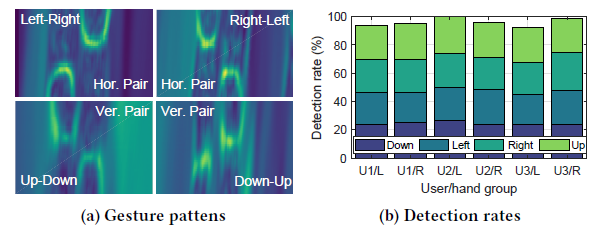 Left-Right
Right-Left
Hor. Pair
Hor. Pair
Ver. Pair
Ver. Pair
Up-Down
Down-Up
(a) Gesture pattens
Detection rate (%)
100
80
60
40
20
0
Down Left Right Up
U1/L U1/R U2/L U2/R U3/L U3/R
User/hand group
(b) Detection rates